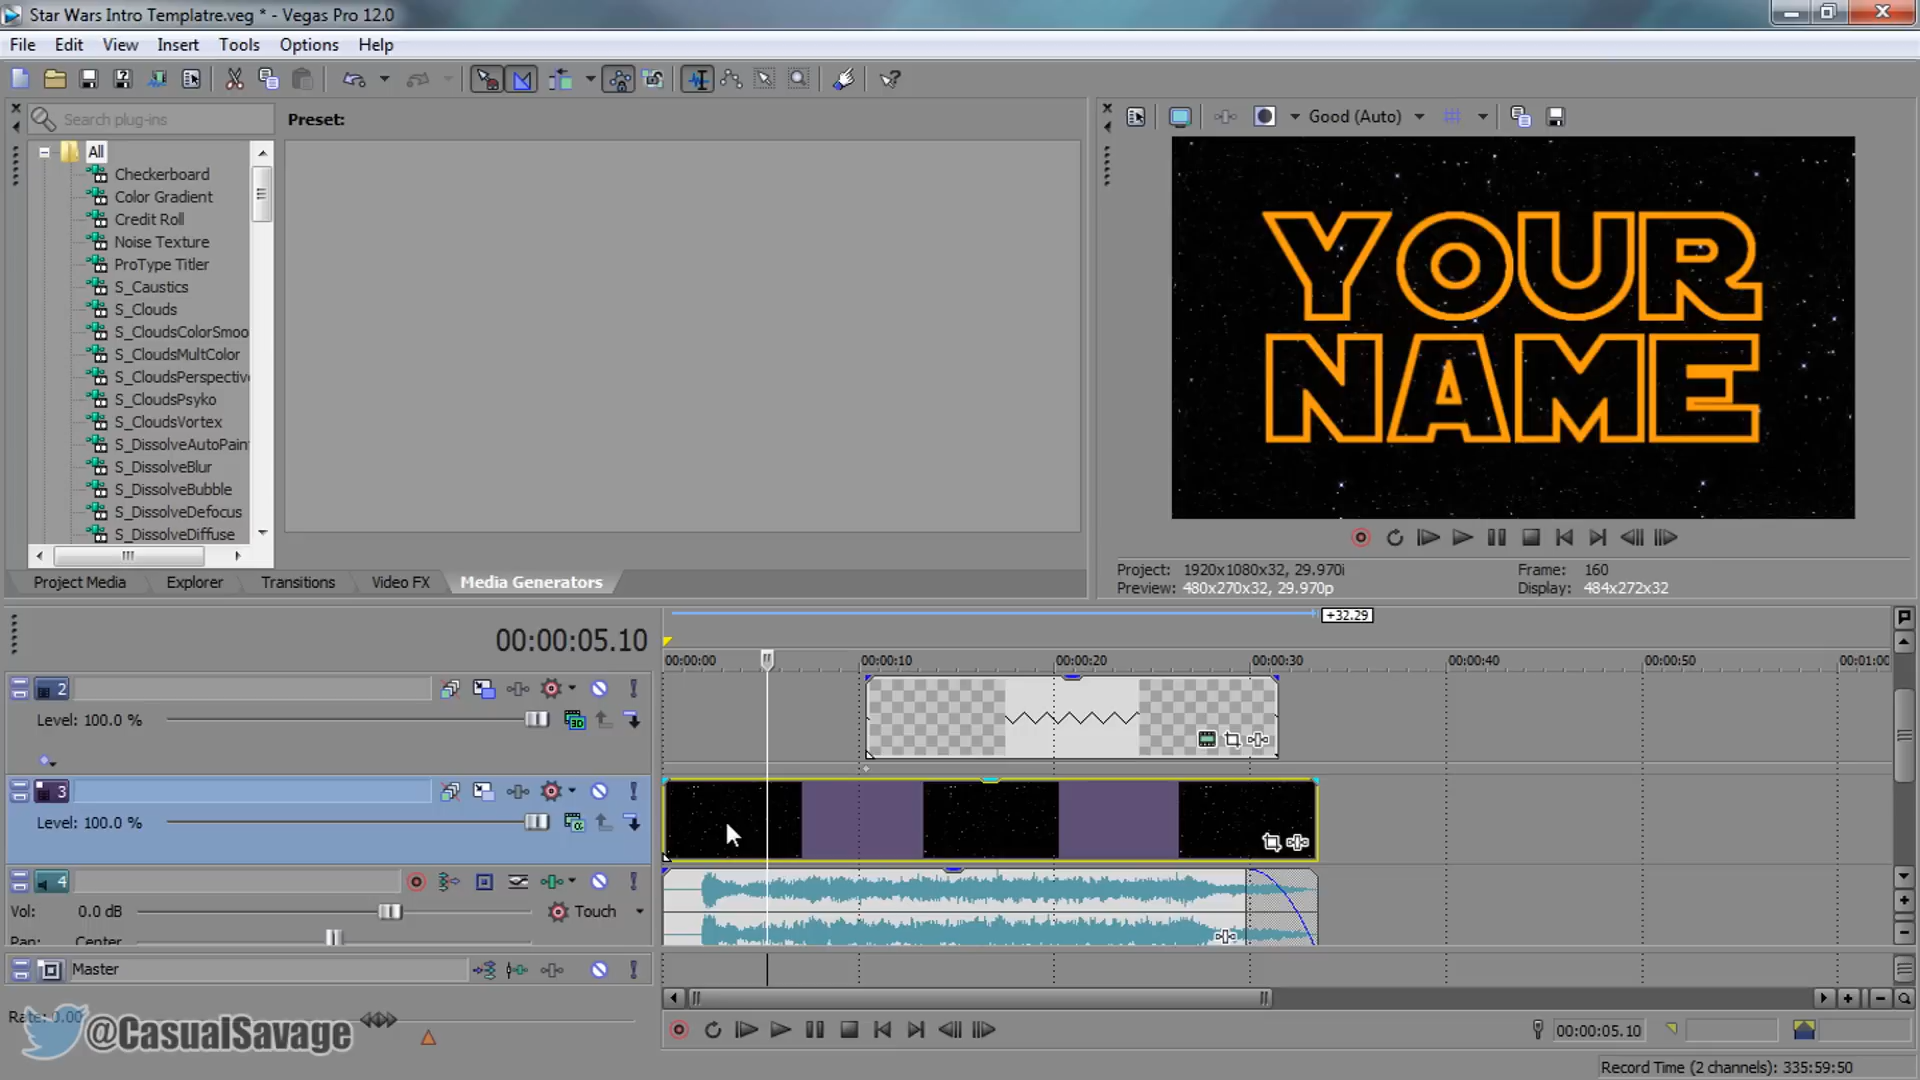 Star Wars Intro Templatre.veg * - Vegas Pro 12.0
File Edit View Insert Tools Options Help
Search plug-ins
Preset:
Good (Auto)
All
Checkerboard
Color Gradient
Credit Roll
Noise Texture
ProType Titler
S_Caustics
S_Clouds
S_CloudsColorSmoo
S_CloudsMultColor
S_CloudsPerspectiv
S_CloudsPsyko
S_CloudsVortex
S_DissolveAutoPain
S_DissolveBlur
S_DissolveBubble
S_DissolveDefocus
S_DissolveDiffuse
YOUR
NAME
Project Media Explorer Transitions Video FX Media Generators
Project: 1920x1080x32, 29.970i Frame: 160
Preview: 480x270x32, 29.970p Display: 484x272x32
+32.29
00:00:05.10
00:00:00 00:00:10 00:00:20 00:00:30 00:00:40 00:00:50 00:01:00
2
Level: 100.0 %
3D
3
Level: 100.0 %
4
Vol: 0.0 dB Touch
Pan: Center
Master
Rate: 0.00
@CasualSavage
00:00:05.10
Record Time (2 channels): 335:59:50